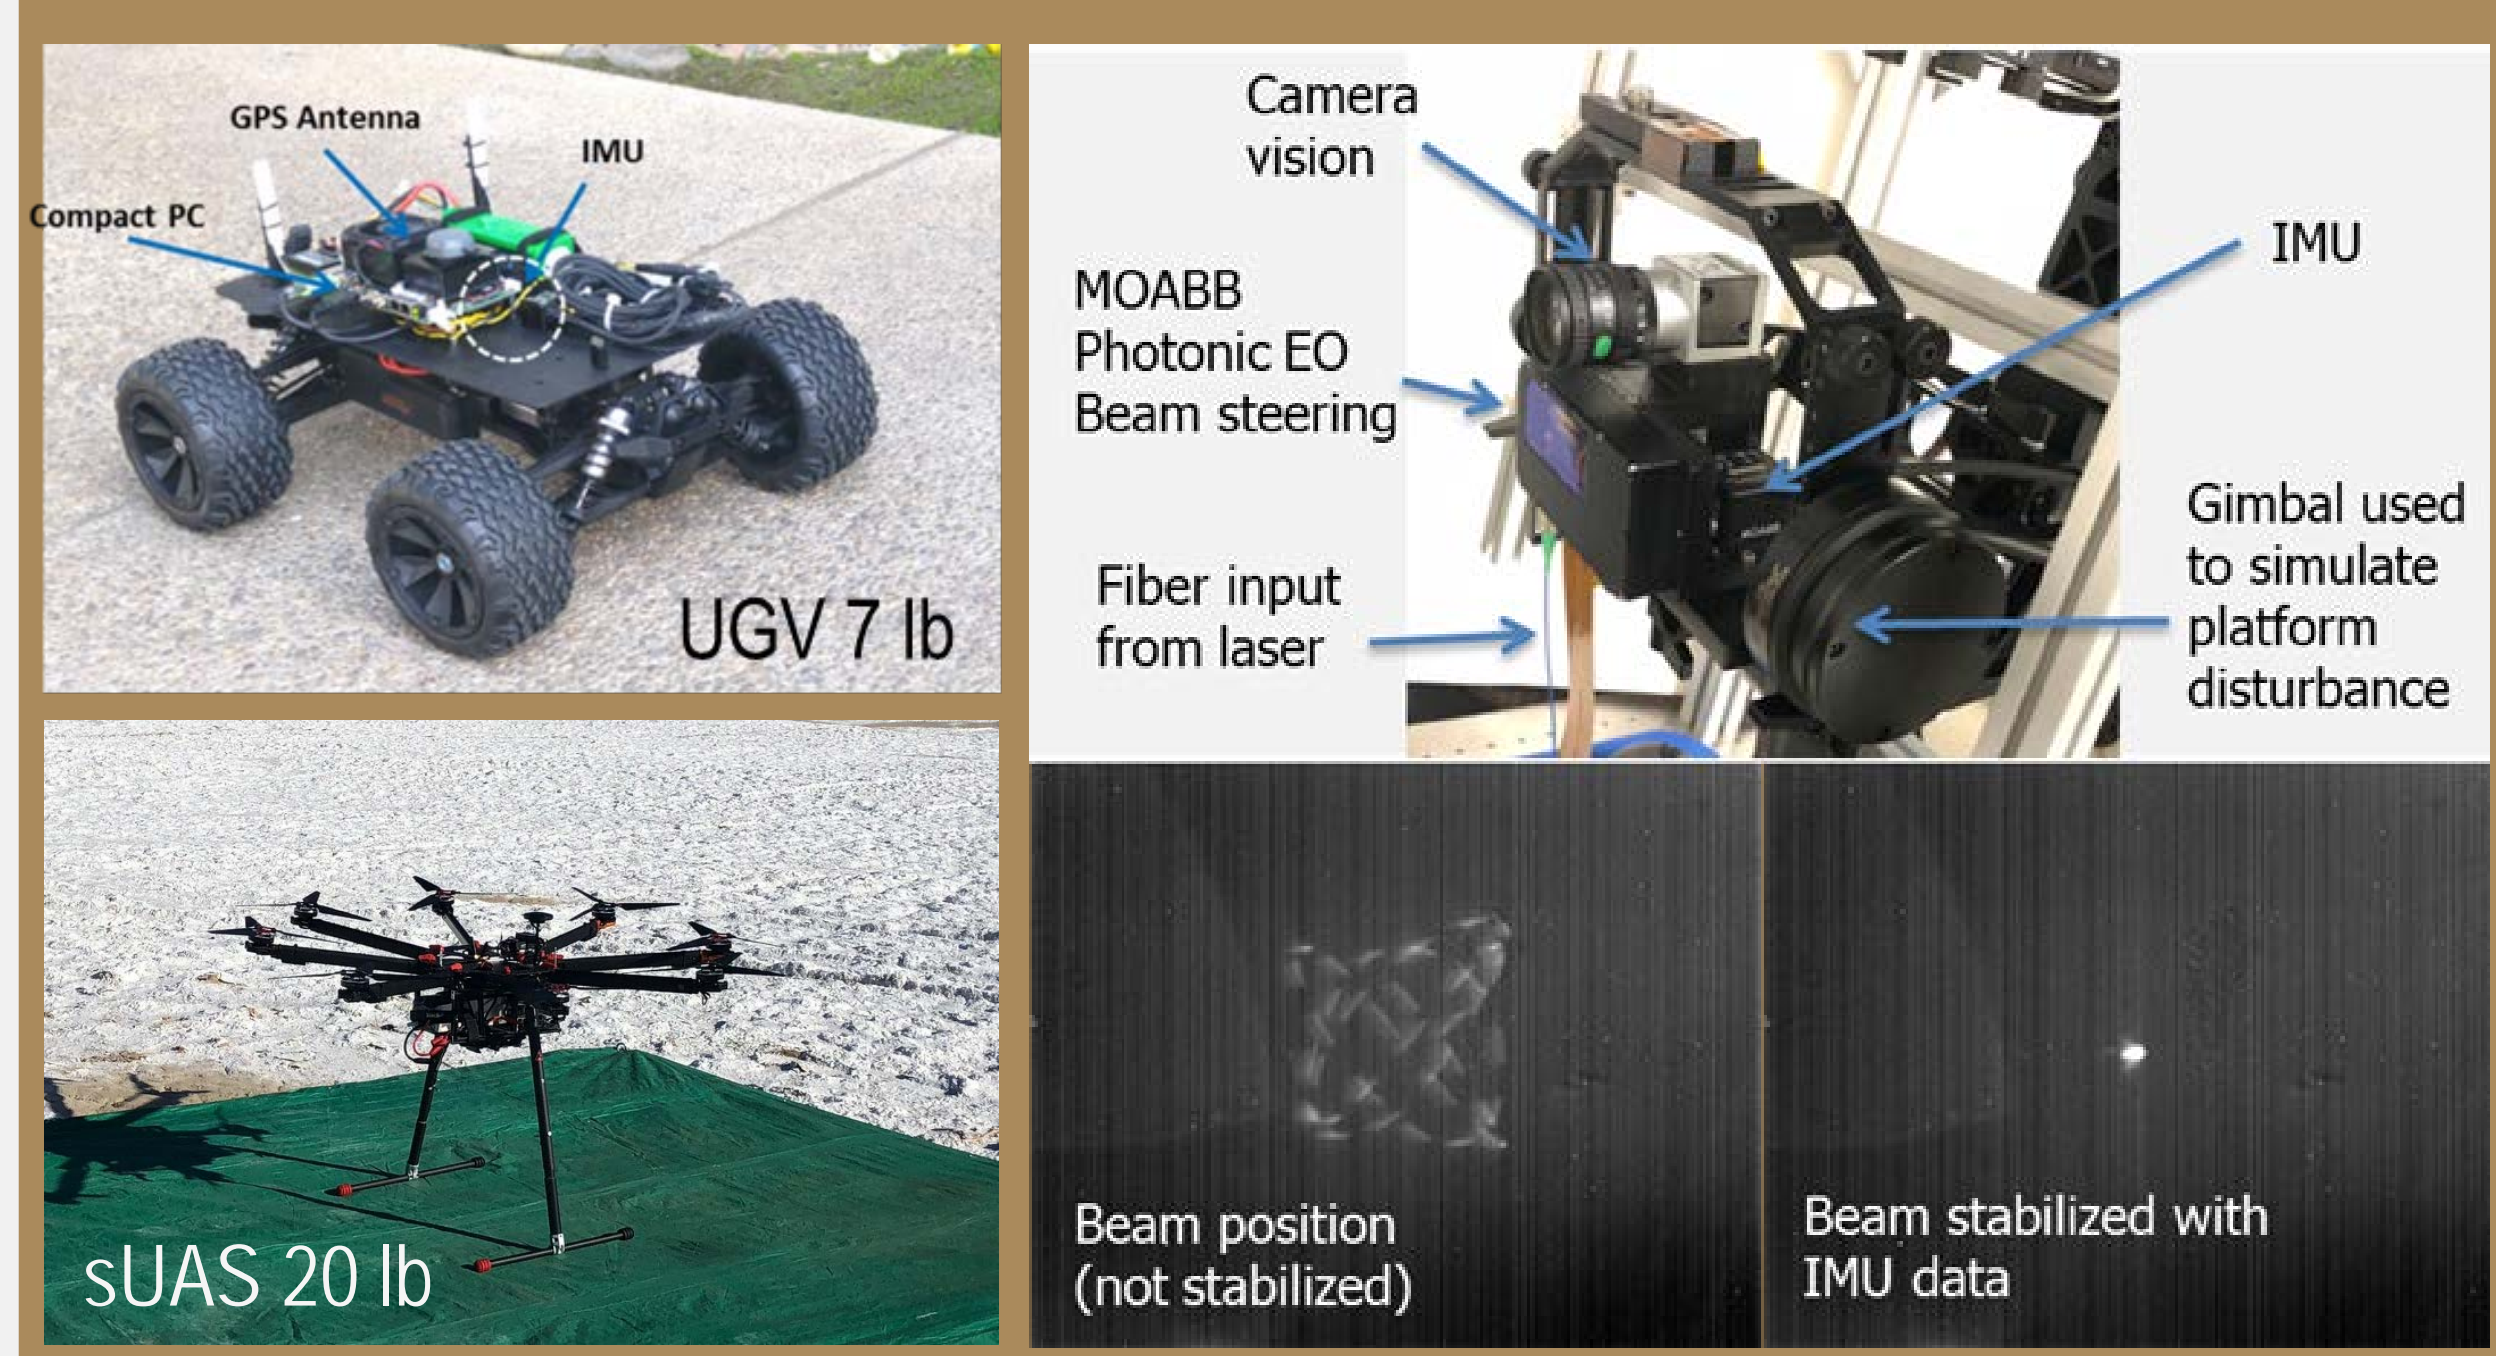 GPS Antenna
IMU
Compact PC
UGV 7 lb
sUAS 20 lb
Camera
vision
MOABB
Photonic EO
Beam steering
Fiber input
from laser
IMU
Gimbal used
to simulate
platform
disturbance
Beam position
(not stabilized)
Beam stabilized with
IMU data